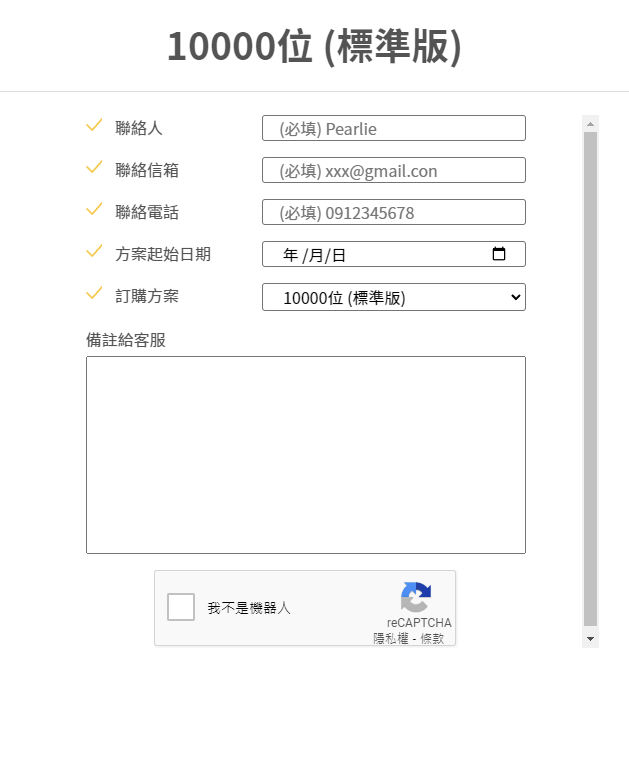 10000位 (標準版)
聯絡人 (必填) Pearlie
聯絡信箱 (必填) xxx@gmail.con
聯絡電話 (必填) 0912345678
方案起始日期 年 /月/日
訂購方案 10000位 (標準版)
備註給客服
我不是機器人
reCAPTCHA
隱私權 - 條款